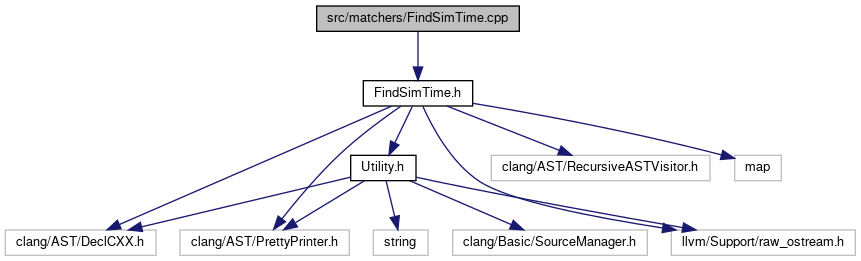 src/matchers/FindSimTime.cpp
FindSimTime.h
Utility.h
clang/AST/RecursiveASTVisitor.h
map
clang/AST/DeclCXX.h
clang/AST/PrettyPrinter.h
string
clang/Basic/SourceManager.h
llvm/Support/raw_ostream.h